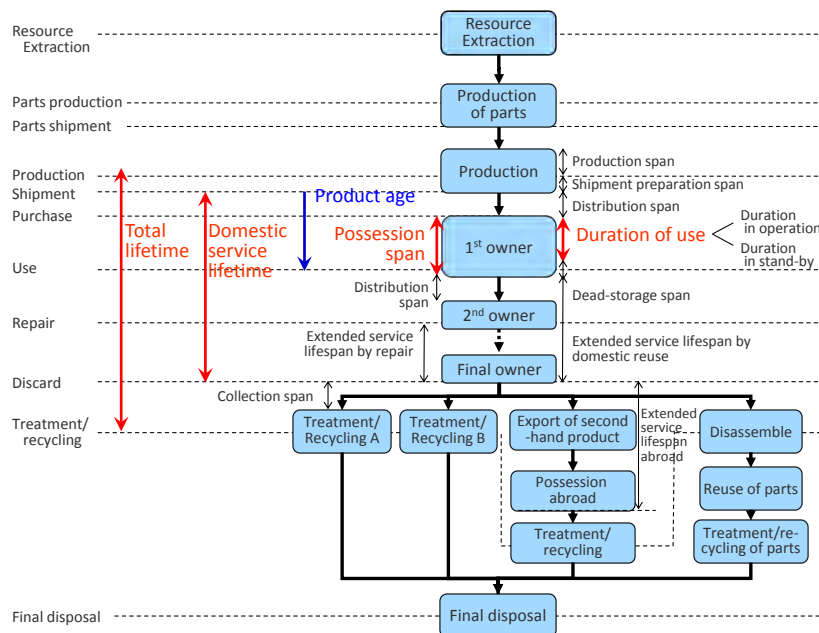 Resource
Extraction
Resource
Extraction
Parts production
Production
of parts
Parts shipment
Production
Production
Production span
Shipment
Shipment preparation span
Product age
Distribution span
Purchase
Total
lifetime
Domestic
service
lifetime
Possession
span
1st owner
Duration of use
Duration
in operation
Duration
in stand-by
Use
Distribution
span
Dead-storage span
2nd owner
Repair
Extended service
lifespan by repair
Extended service lifespan by
domestic reuse
Final owner
Discard
Collection span
Treatment/
recycling
Treatment/
Recycling A
Treatment/
Recycling B
Export of second
-hand product
Extended
service
lifespan
abroad
Disassemble
Possession
abroad
Reuse of parts
Treatment/
recycling
Treatment/re-
cycling of parts
Final disposal
Final disposal